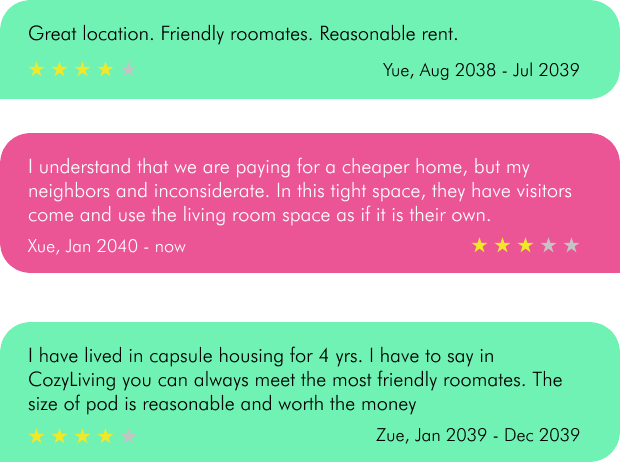 Great location. Friendly roomates. Reasonable rent.
Yue, Aug 2038 - Jul 2039
I understand that we are paying for a cheaper home, but my
neighbors and inconsiderate. In this tight space, they have visitors
come and use the living room space as if it is their own.
Xue, Jan 2040 - now
I have lived in capsule housing for 4 yrs. I have to say in
CozyLiving you can always meet the most friendly roomates. The
size of pod is reasonable and worth the money
Zue, Jan 2039 - Dec 2039